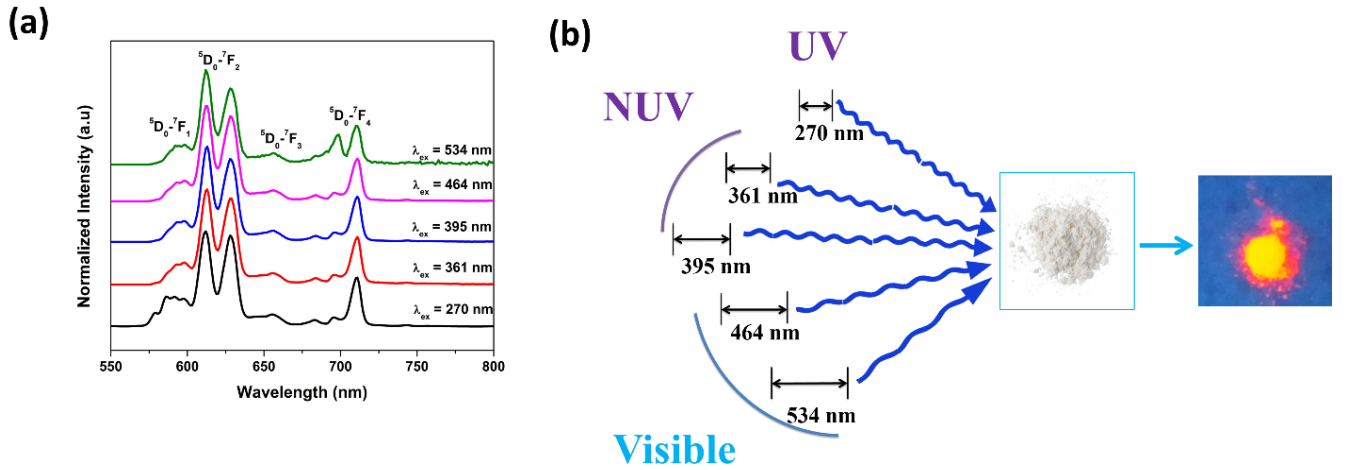 (a)
Normalized Intensity (a.u)
⁵D₀-⁷F₁
⁵D₀-⁷F₂
⁵D₀-⁷F₃
⁵D₀-⁷F₄
λₑₓ = 534 nm
λₑₓ = 464 nm
λₑₓ = 395 nm
λₑₓ = 361 nm
λₑₓ = 270 nm
550 600 650 700 750 800
Wavelength (nm)
(b)
UV
NUV
270 nm
361 nm
395 nm
464 nm
534 nm
Visible